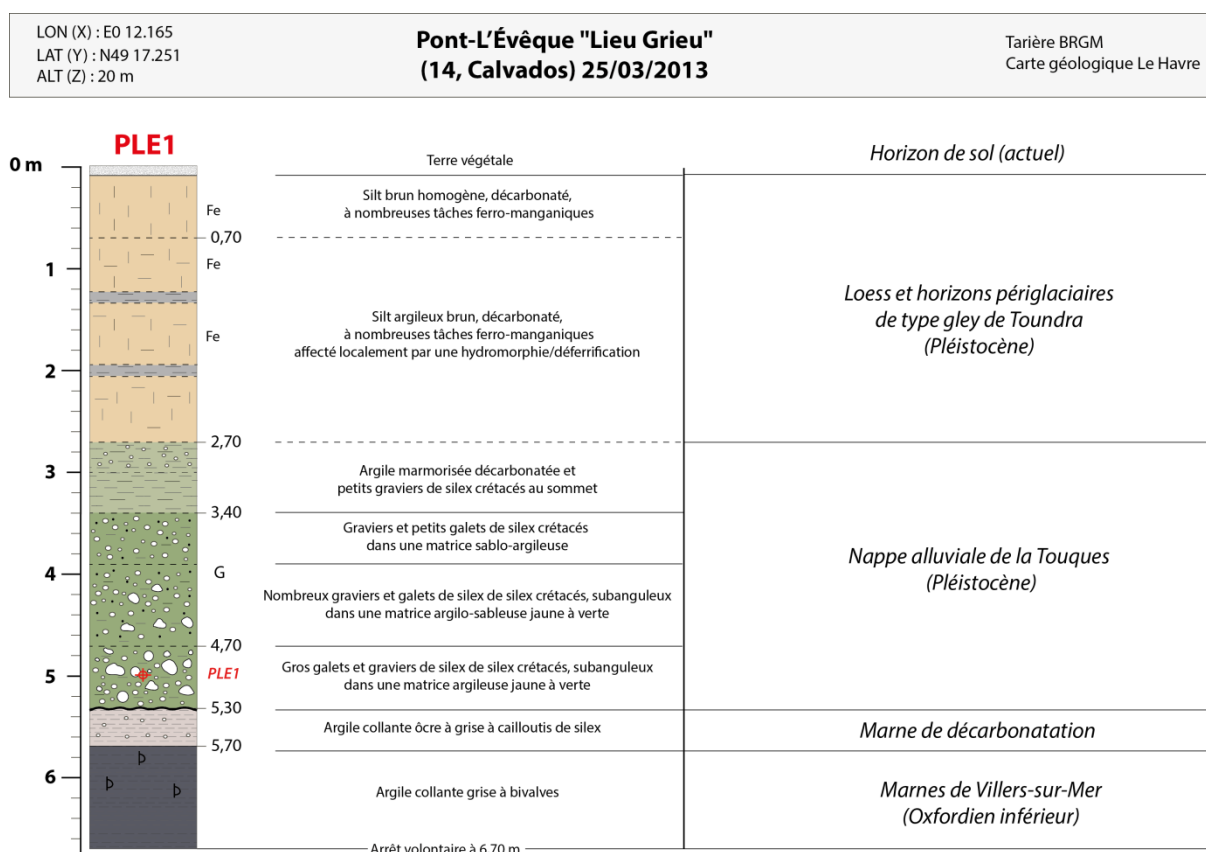 LON (X) : E0 12.165
LAT (Y) : N49 17.251
ALT (Z) : 20 m
Pont-L'Évêque "Lieu Grieu"
(14, Calvados) 25/03/2013
Tarière BRGM
Carte géologique Le Havre
PLE1
0 m
Terre végétale
Horizon de sol (actuel)
Silt brun homogène, décarbonaté,
à nombreuses tâches ferro-manganiques
Fe
0,70
Fe
1
Silt argileux brun, décarbonaté,
à nombreuses tâches ferro-manganiques
affecté localement par une hydromorphie/déferrification
Fe
Loess et horizons périglaciaires
de type gley de Toundra
(Pléistocène)
2
2,70
3
Argile marmorisée décarbonatée et
petits graviers de silex crétacés au sommet
3,40
Graviers et petits galets de silex crétacés
dans une matrice sablo-argileuse
4
G
Nombreux graviers et galets de silex de silex crétacés, subanguleux
dans une matrice argilo-sableuse jaune à verte
Nappe alluviale de la Touques
(Pléistocène)
4,70
5
PLE1
Gros galets et graviers de silex de silex crétacés, subanguleux
dans une matrice argileuse jaune à verte
5,30
Argile collante ôcre à grise à cailloutis de silex
Marne de décarbonatation
5,70
6
Argile collante grise à bivalves
Marnes de Villers-sur-Mer
(Oxfordien inférieur)
Arrêt volontaire à 6,70 m